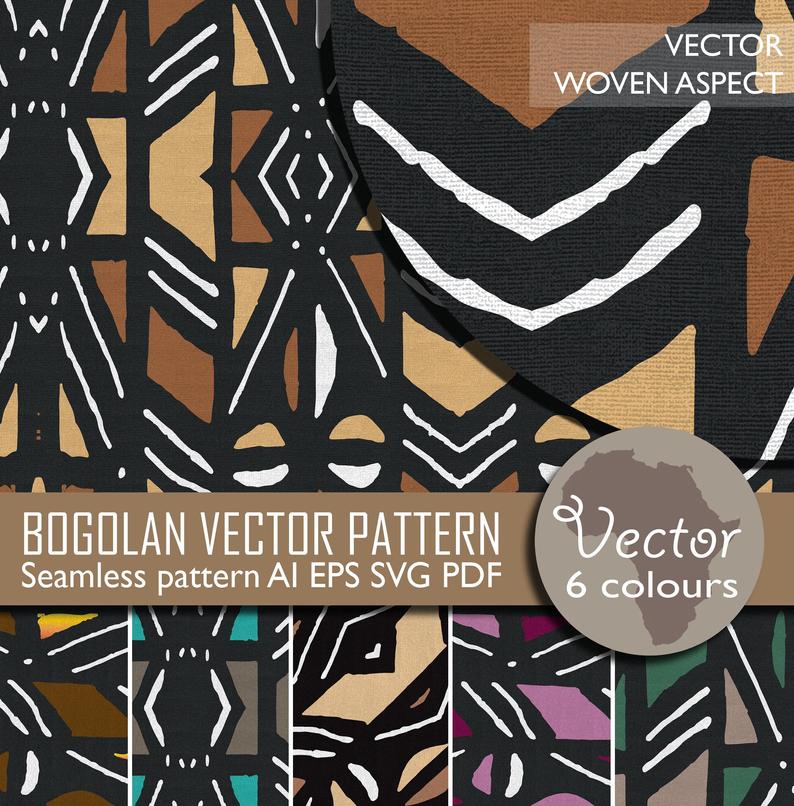 VECTOR
WOVEN ASPECT
BOGOLAN VECTOR PATTERN
Seamless pattern AI EPS SVG PDF
Vector
6 colours